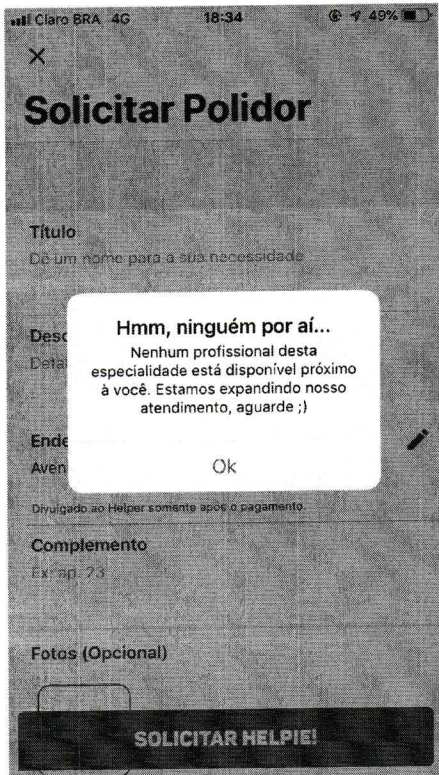 Claro BRA 4G 18:34 49%
Solicitar Polidor
Título
Dê um nome para a sua necessidade
Hmm, ninguém por aí...
Desc
Nenhum profissional desta
Deta
especialidade está disponível próximo
à você. Estamos expandindo nosso
atendimento, aguarde ;)
Ende
Aven
Ok
Divulgado ao Helper somente após o pagamento.
Complemento
Ex: ap. 23
Fotos (Opcional)
SOLICITAR HELPIE!